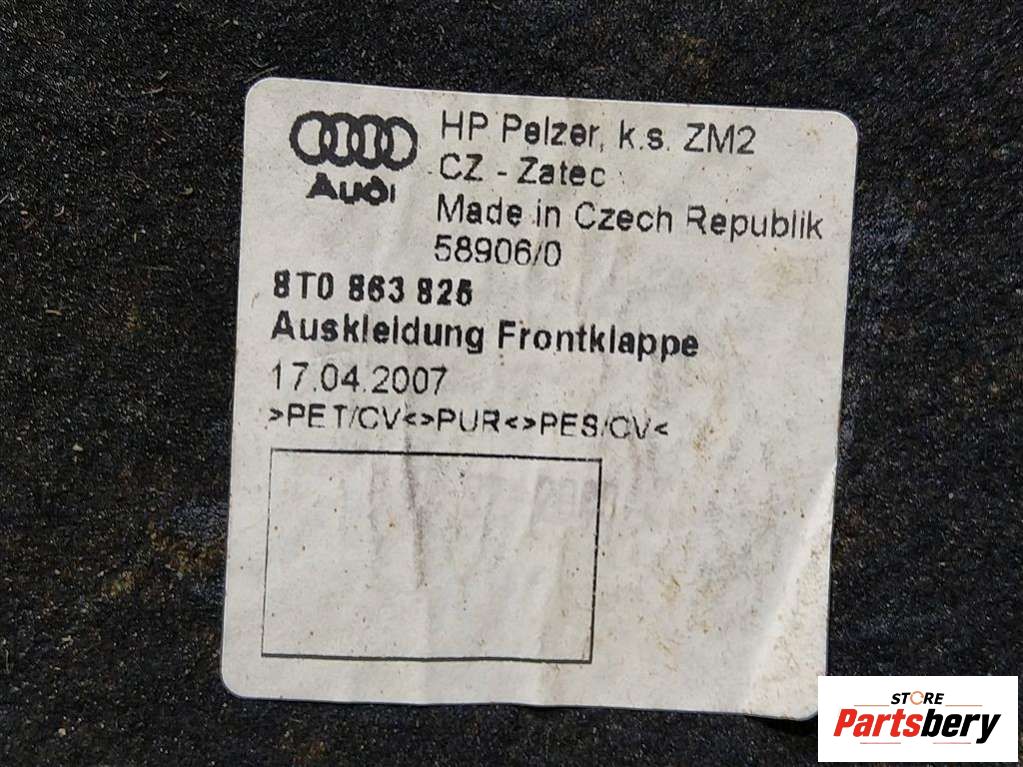 HP Pelzer, k.s. ZM2
CZ - Zatec
Audi
Made in Czech Republik
58906/0
8T0 863 825
Auskleidung Frontklappe
17.04.2007
>PET/CV<>PUR<>PES/CV<
STORE
Partsbery